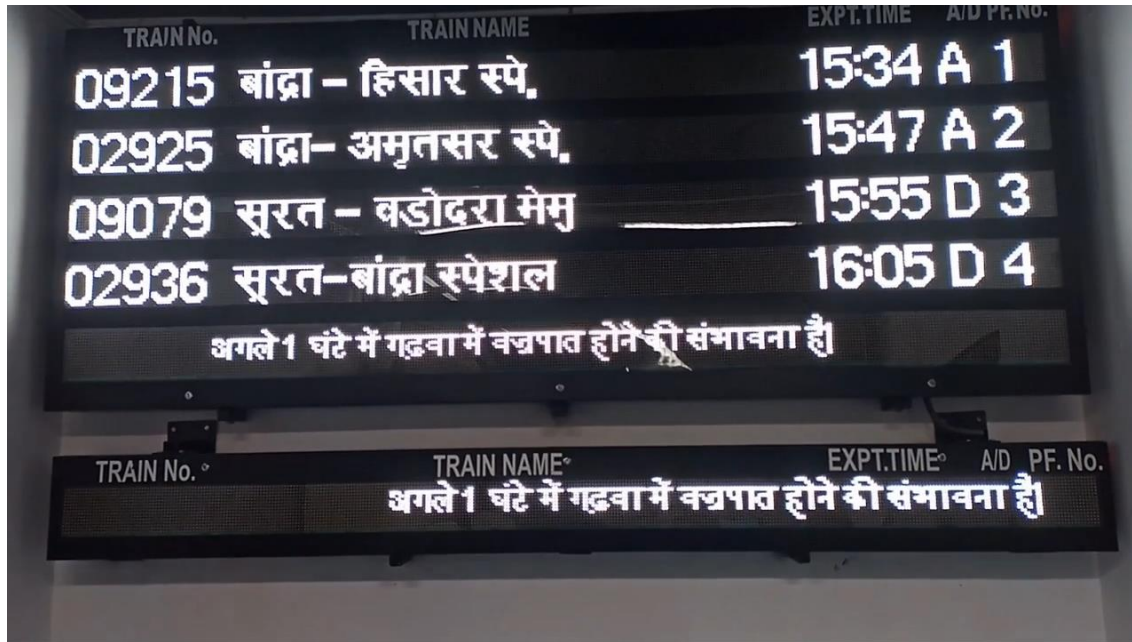 TRAIN No. TRAIN NAME EXPT.TIME A/D PF. No.
09215 बांद्रा – हिसार स्पे. 15:34 A 1
02925 बांद्रा– अमृतसर स्पे. 15:47 A 2
09079 सूरत – वडोदरा मेमु 15:55 D 3
02936 सूरत–बांद्रा स्पेशल 16:05 D 4
अगले 1 घंटे में गढ़वा में वज्रपात होने की संभावना है|
TRAIN No. TRAIN NAME EXPT.TIME A/D PF. No.
अगले 1 घंटे में गढ़वा में वज्रपात होने की संभावना है|